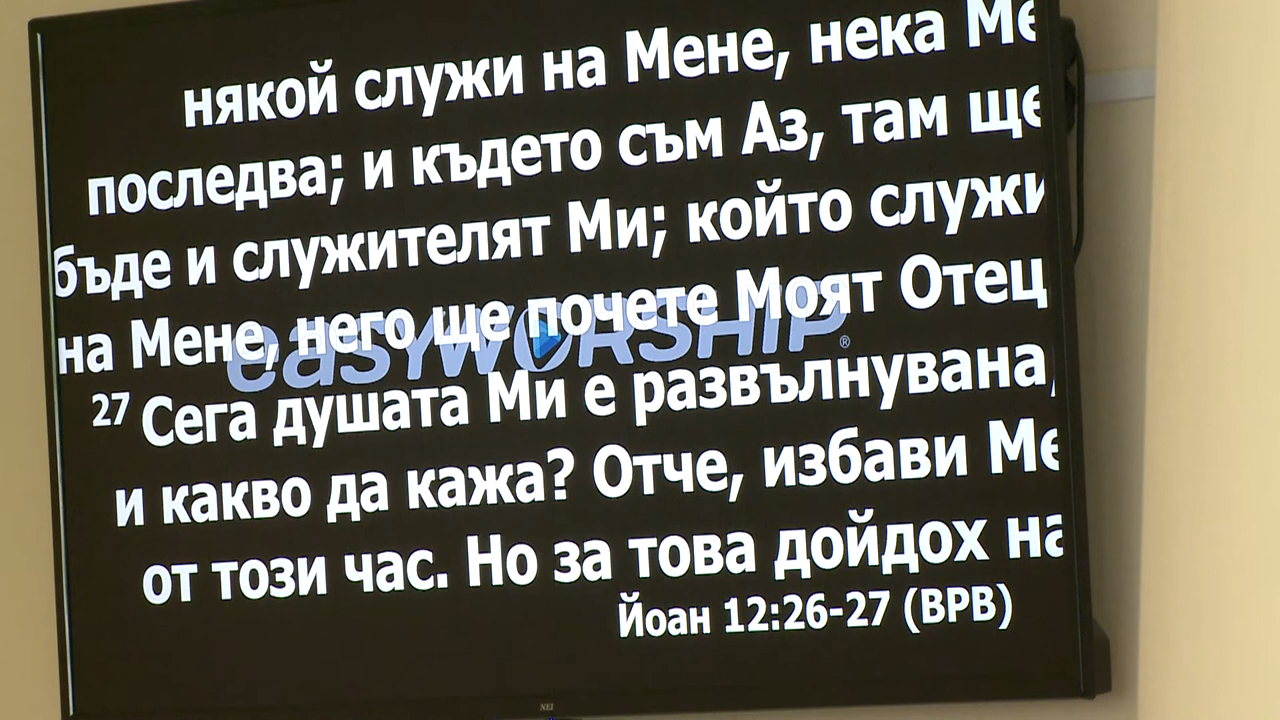 някой служи на Мене, нека Ме
последва; и където съм Аз, там ще
бъде и служителят Ми; който служи
на Мене, него ще почете Моят Отец
easyWORSHIP®
27 Сега душата Ми е развълнувана,
и какво да кажа? Отче, избави Ме
от този час. Но за това дойдох на
Йоан 12:26-27 (ВРВ)
NEI